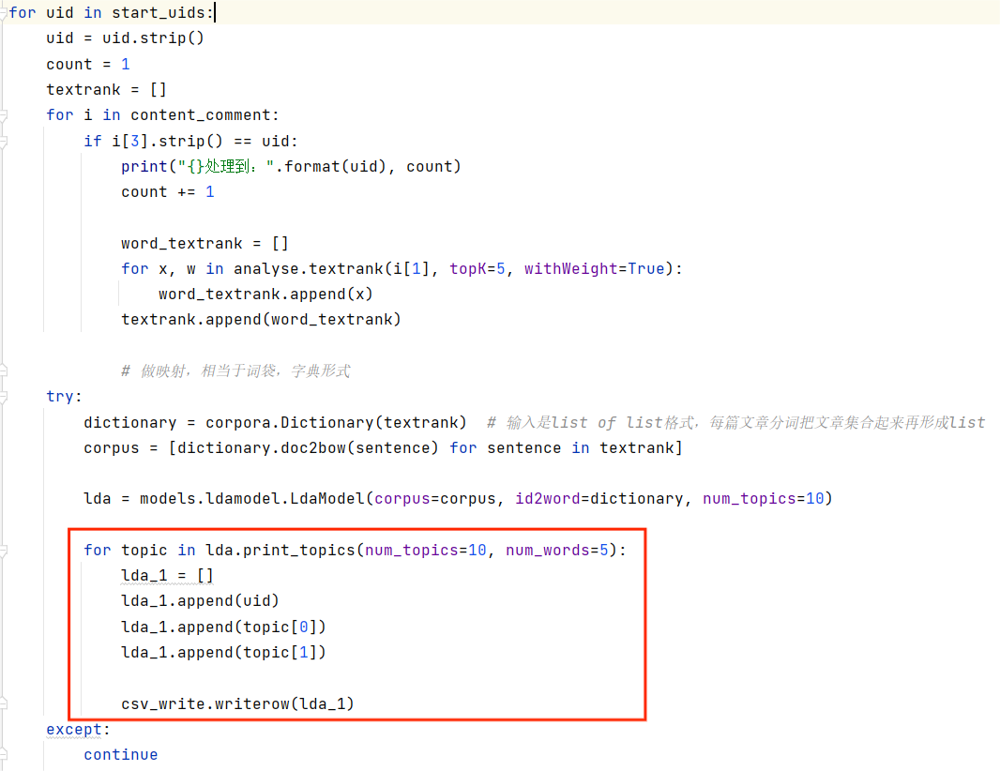 for uid in start_uids:
    uid = uid.strip()
    count = 1
    textrank = []
    for i in content_comment:
        if i[3].strip() == uid:
            print("{}处理到：".format(uid), count)
            count += 1

            word_textrank = []
            for x, w in analyse.textrank(i[1], topK=5, withWeight=True):
                word_textrank.append(x)
            textrank.append(word_textrank)

            # 做映射，相当于词袋，字典形式
    try:
        dictionary = corpora.Dictionary(textrank)  # 输入是list of list格式，每篇文章分词把文章集合起来再形成list
        corpus = [dictionary.doc2bow(sentence) for sentence in textrank]

        lda = models.ldamodel.LdaModel(corpus=corpus, id2word=dictionary, num_topics=10)

        for topic in lda.print_topics(num_topics=10, num_words=5):
            lda_1 = []
            lda_1.append(uid)
            lda_1.append(topic[0])
            lda_1.append(topic[1])

            csv_write.writerow(lda_1)
    except:
        continue